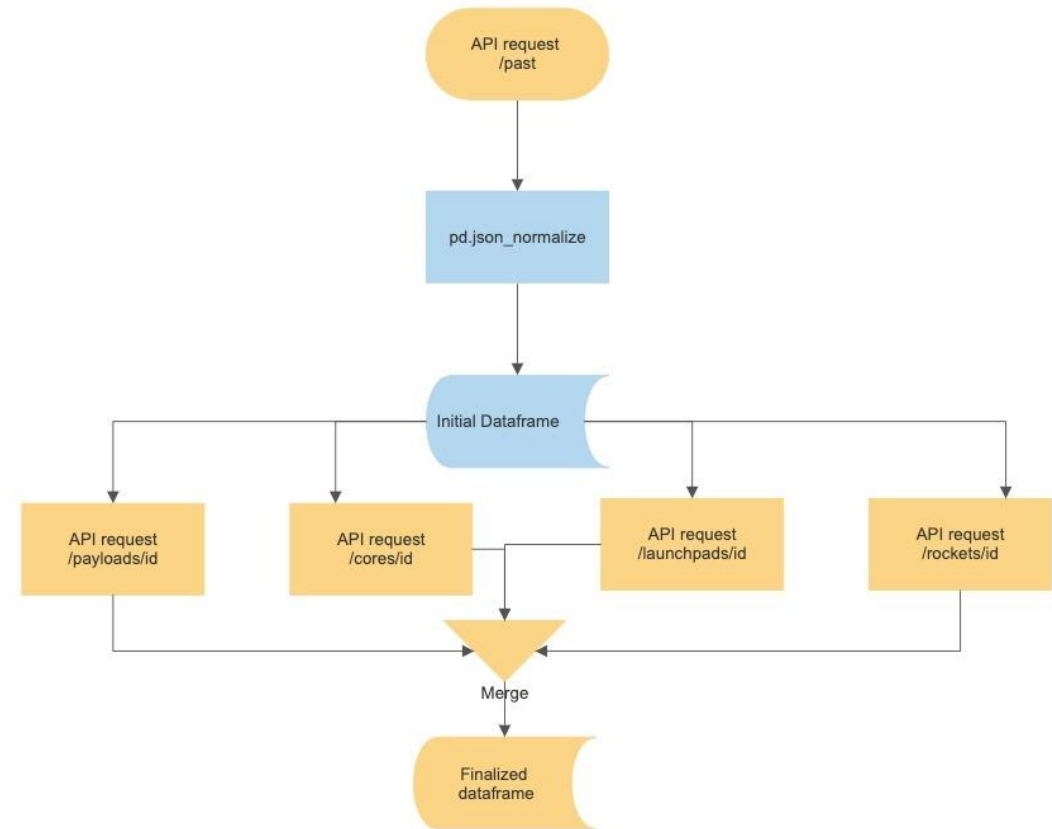 API request
/past
pd.json_normalize
Initial Dataframe
API request
/payloads/id
API request
/cores/id
API request
/launchpads/id
API request
/rockets/id
Merge
Finalized
dataframe